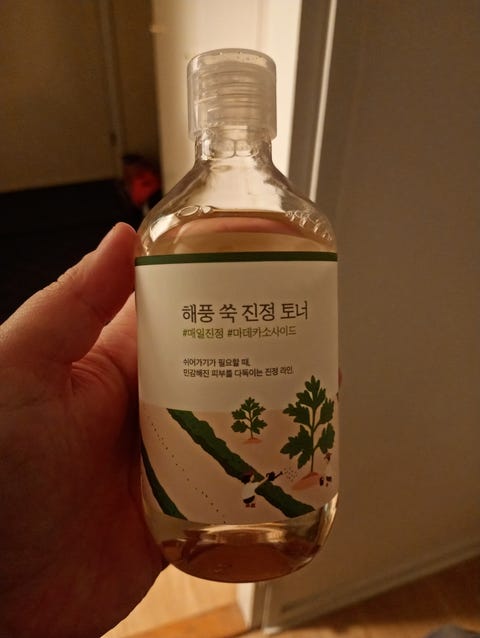 해풍 쑥 진정 토너
#매일진정 #마데카소사이드
쉬어가기가 필요할 때,
민감해진 피부를 다독이는 진정 라인.